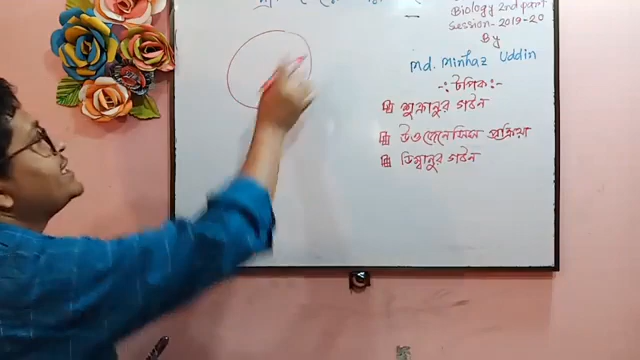 Biology 2nd part
Session-2019-20
By
Md. Minhaz Uddin
-:টপিক:-
শুক্রানুর গঠন
উওজেনেসিস প্রক্রিয়া
ডিম্বানুর গঠন